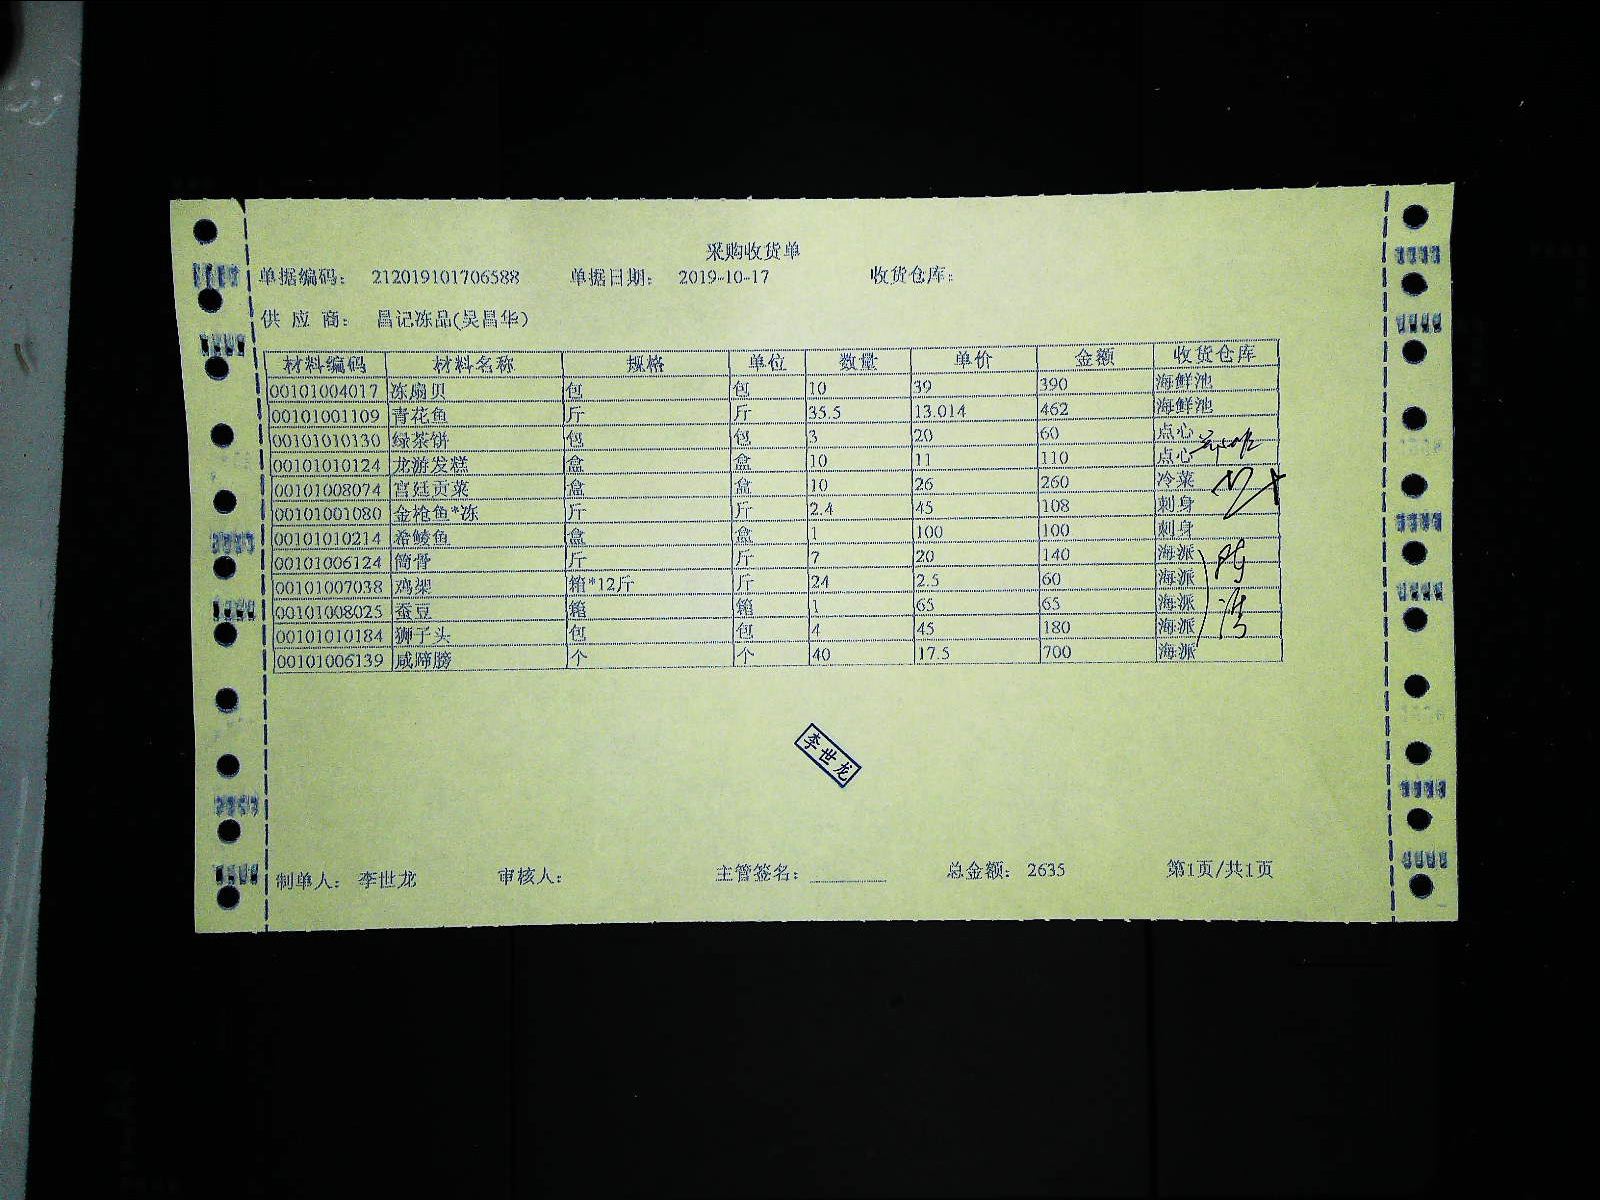 采购收货单
单据编码： 212019101706588 单据日期： 2019-10-17 收货仓库：
供 应 商： 昌记冻品(吴昌华)
材料编码 材料名称 规格 单位 数量 单价 金额 收货仓库
00101004017 冻扇贝 包 包 10 39 390 海鲜池
00101001109 青花鱼 斤 斤 35.5 13.014 462 海鲜池
00101010130 绿茶饼 包 包 3 20 60 点心
00101010124 龙游发糕 盒 盒 10 11 110 点心
00101008074 宫廷贡菜 盒 盒 10 26 260 冷菜
00101001080 金枪鱼*冻 斤 斤 2.4 45 108 刺身
00101010214 希鲮鱼 盒 盒 1 100 100 刺身
00101006124 筒骨 斤 斤 7 20 140 海派
00101007038 鸡架 箱*12斤 斤 24 2.5 60 海派
00101008025 蚕豆 箱 箱 1 65 65 海派
00101010184 狮子头 包 包 4 45 180 海派
00101006139 咸蹄膀 个 个 40 17.5 700 海派
李世龙
制单人： 李世龙 审核人： 主管签名： 总金额： 2635 第1页/共1页